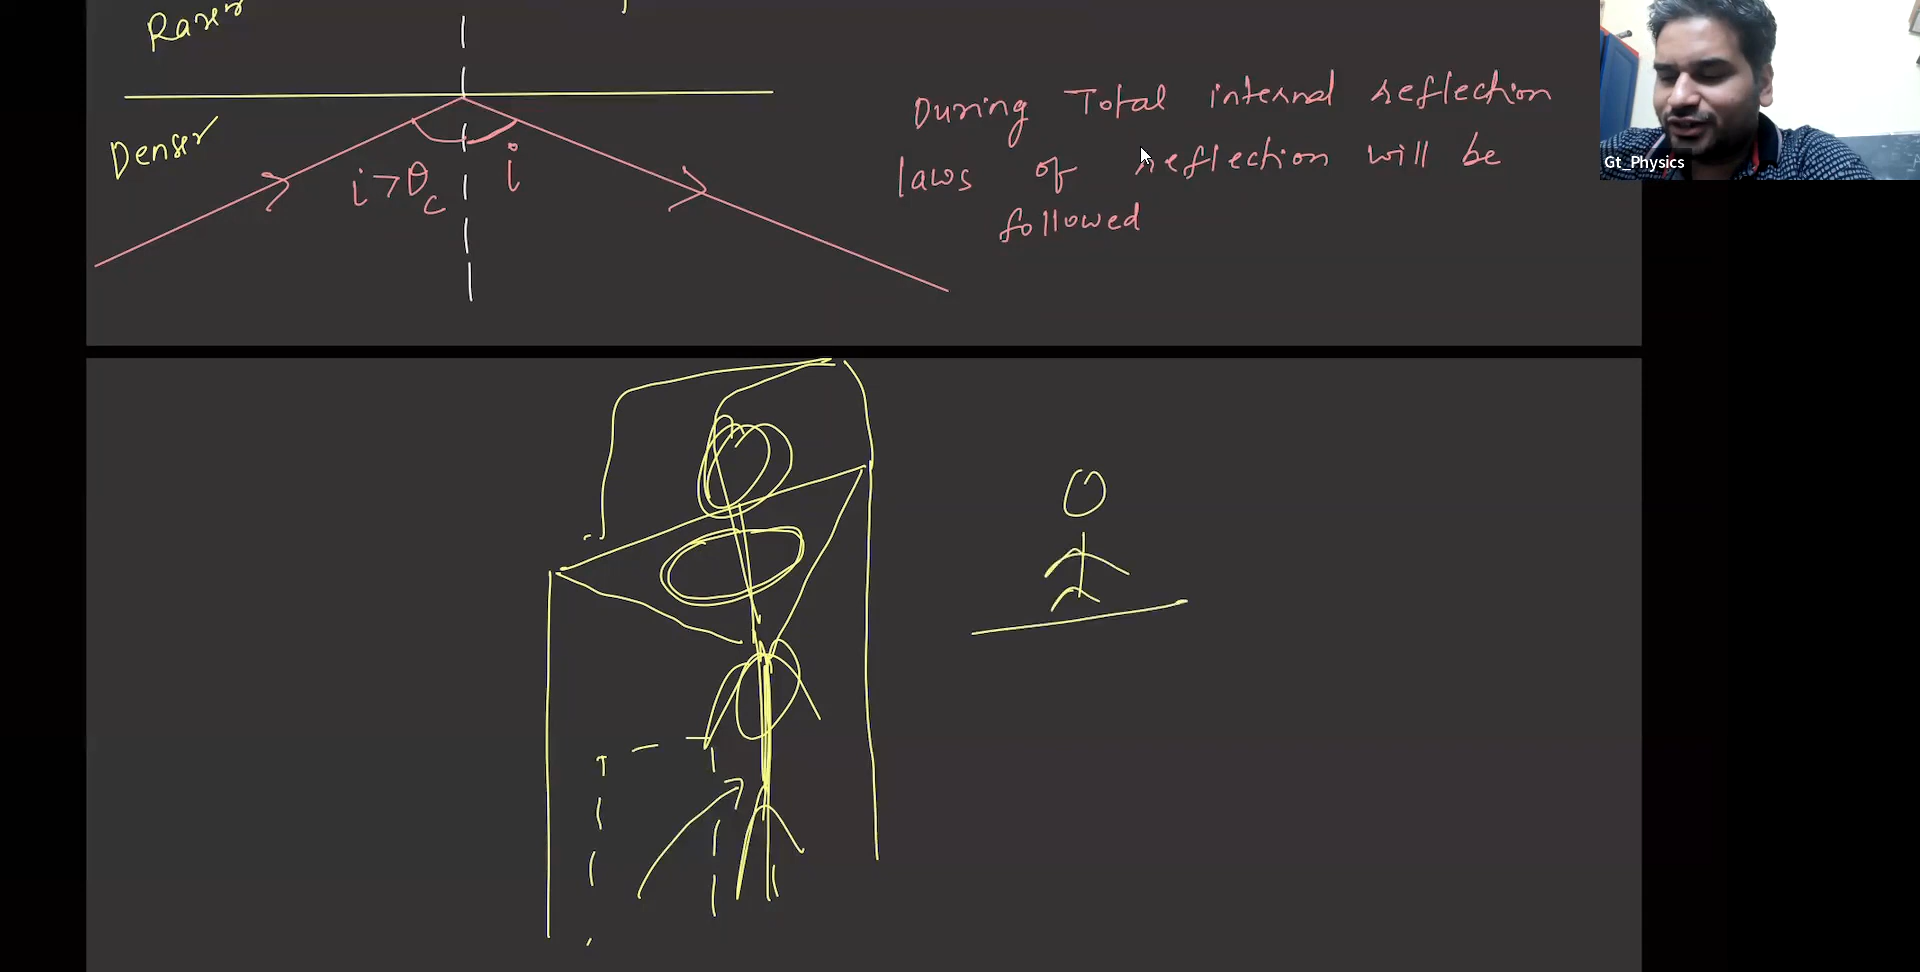 Rarer
Denser
i > θc
i
During Total internal reflection
laws of reflection will be
followed
Gt_Physics